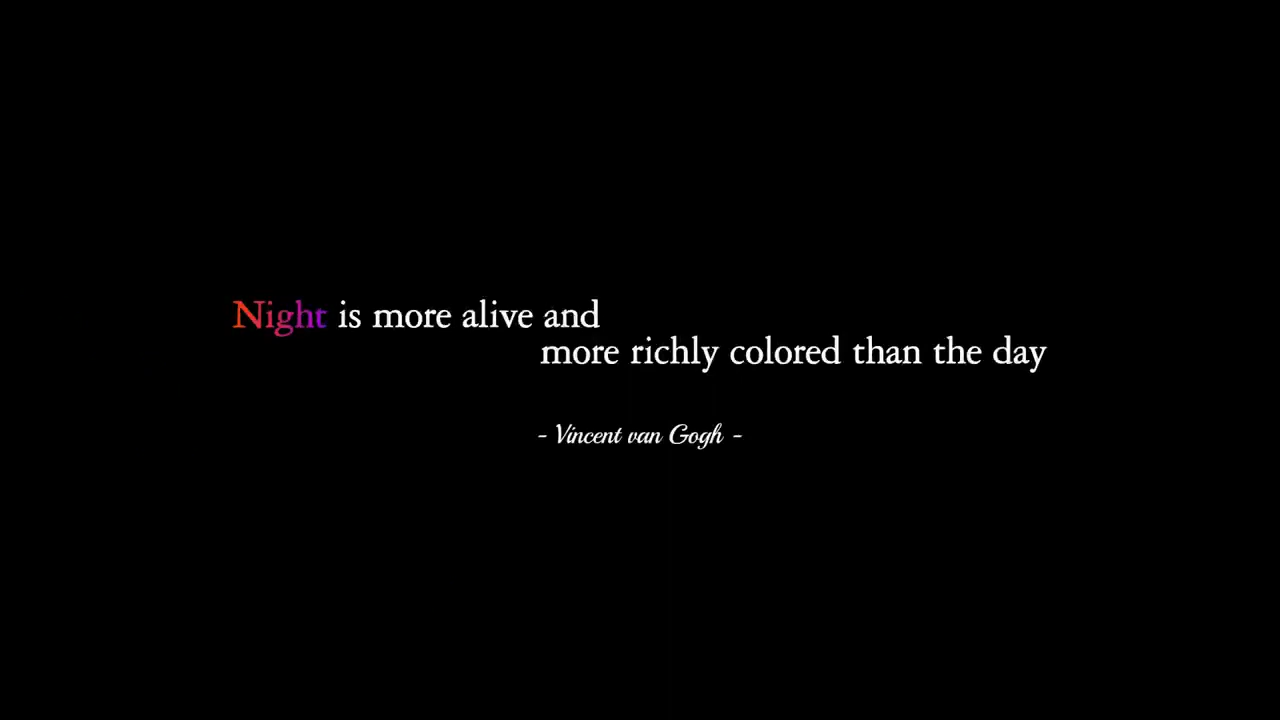 Night is more alive and
more richly colored than the day
- Vincent van Gogh -